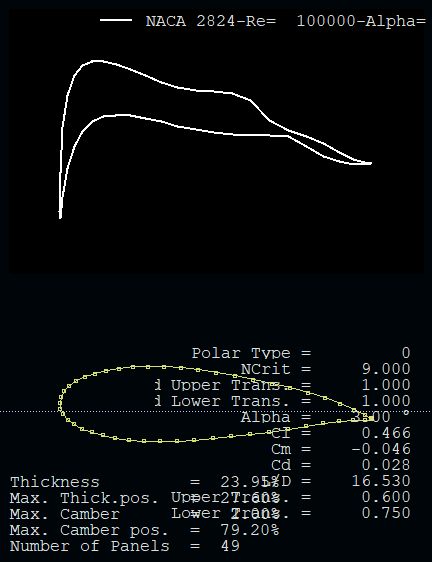 NACA 2824-Re= 100000-Alpha=
Polar Type = 0
NCrit = 9.000
d Upper Trans. = 1.000
d Lower Trans. = 1.000
Alpha = 3.00 °
Cl = 0.466
Cm = -0.046
Cd = 0.028
L/D = 16.530
Upper Trans. = 0.600
Lower Trans. = 0.750
Thickness = 23.95%
Max. Thick.pos. = 27.60%
Max. Camber = 2.00%
Max. Camber pos. = 79.20%
Number of Panels = 49